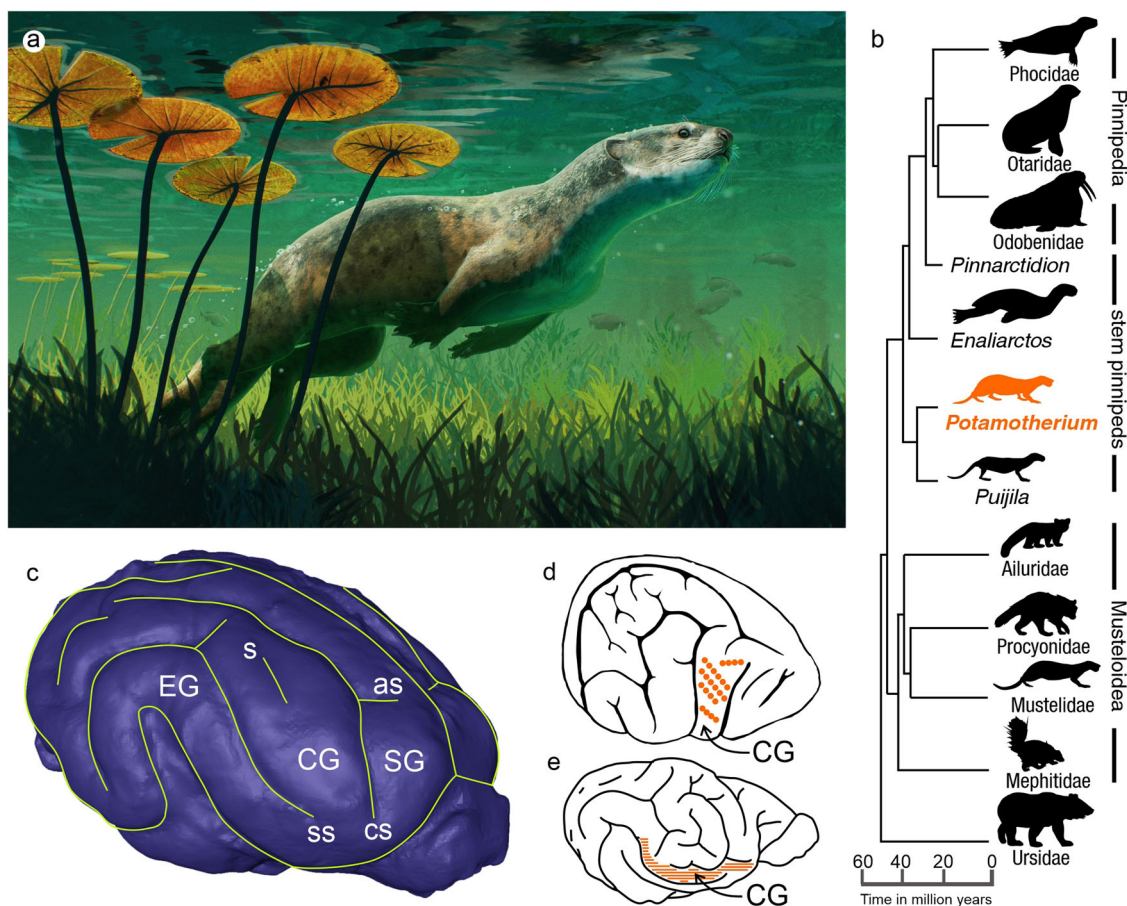 a
b
Phocidae
Otaridae
Odobenidae
Pinnarctidion
Enaliarctos
Potamotherium
Puijila
Ailuridae
Procyonidae
Mustelidae
Mephitidae
Ursidae
Pinnipedia
stem pinnipeds
Musteloidea
60 40 20 0
Time in million years
c
s
EG
as
CG
SG
ss
cs
d
CG
e
CG